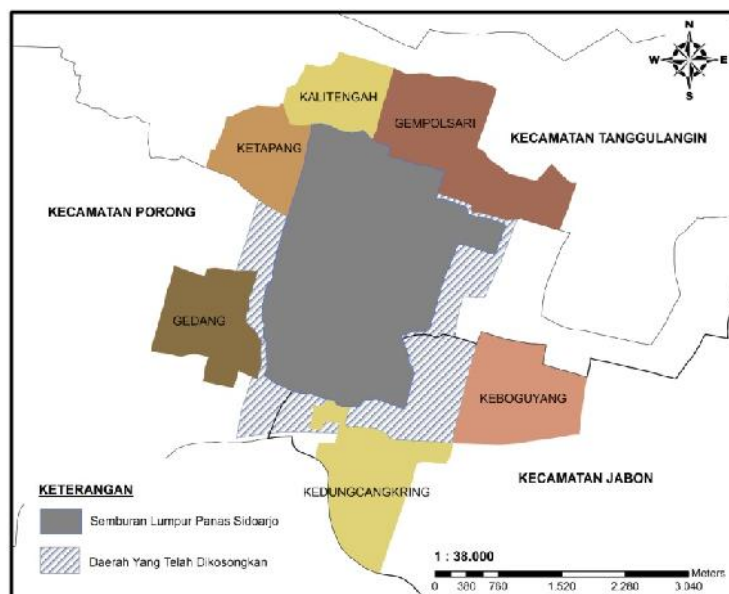 N
W E
S
KALITENGAH
GEMPOLSARI
KECAMATAN TANGGULANGIN
KETAPANG
KECAMATAN PORONG
GEDANG
KEBOGUYANG
KECAMATAN JABON
KEDUNGCANGKRING
KETERANGAN
Semburan Lumpur Panas Sidoarjo
Daerah Yang Telah Dikosongkan
1 : 38.000
Meters
0 380 760 1.520 2.280 3.040